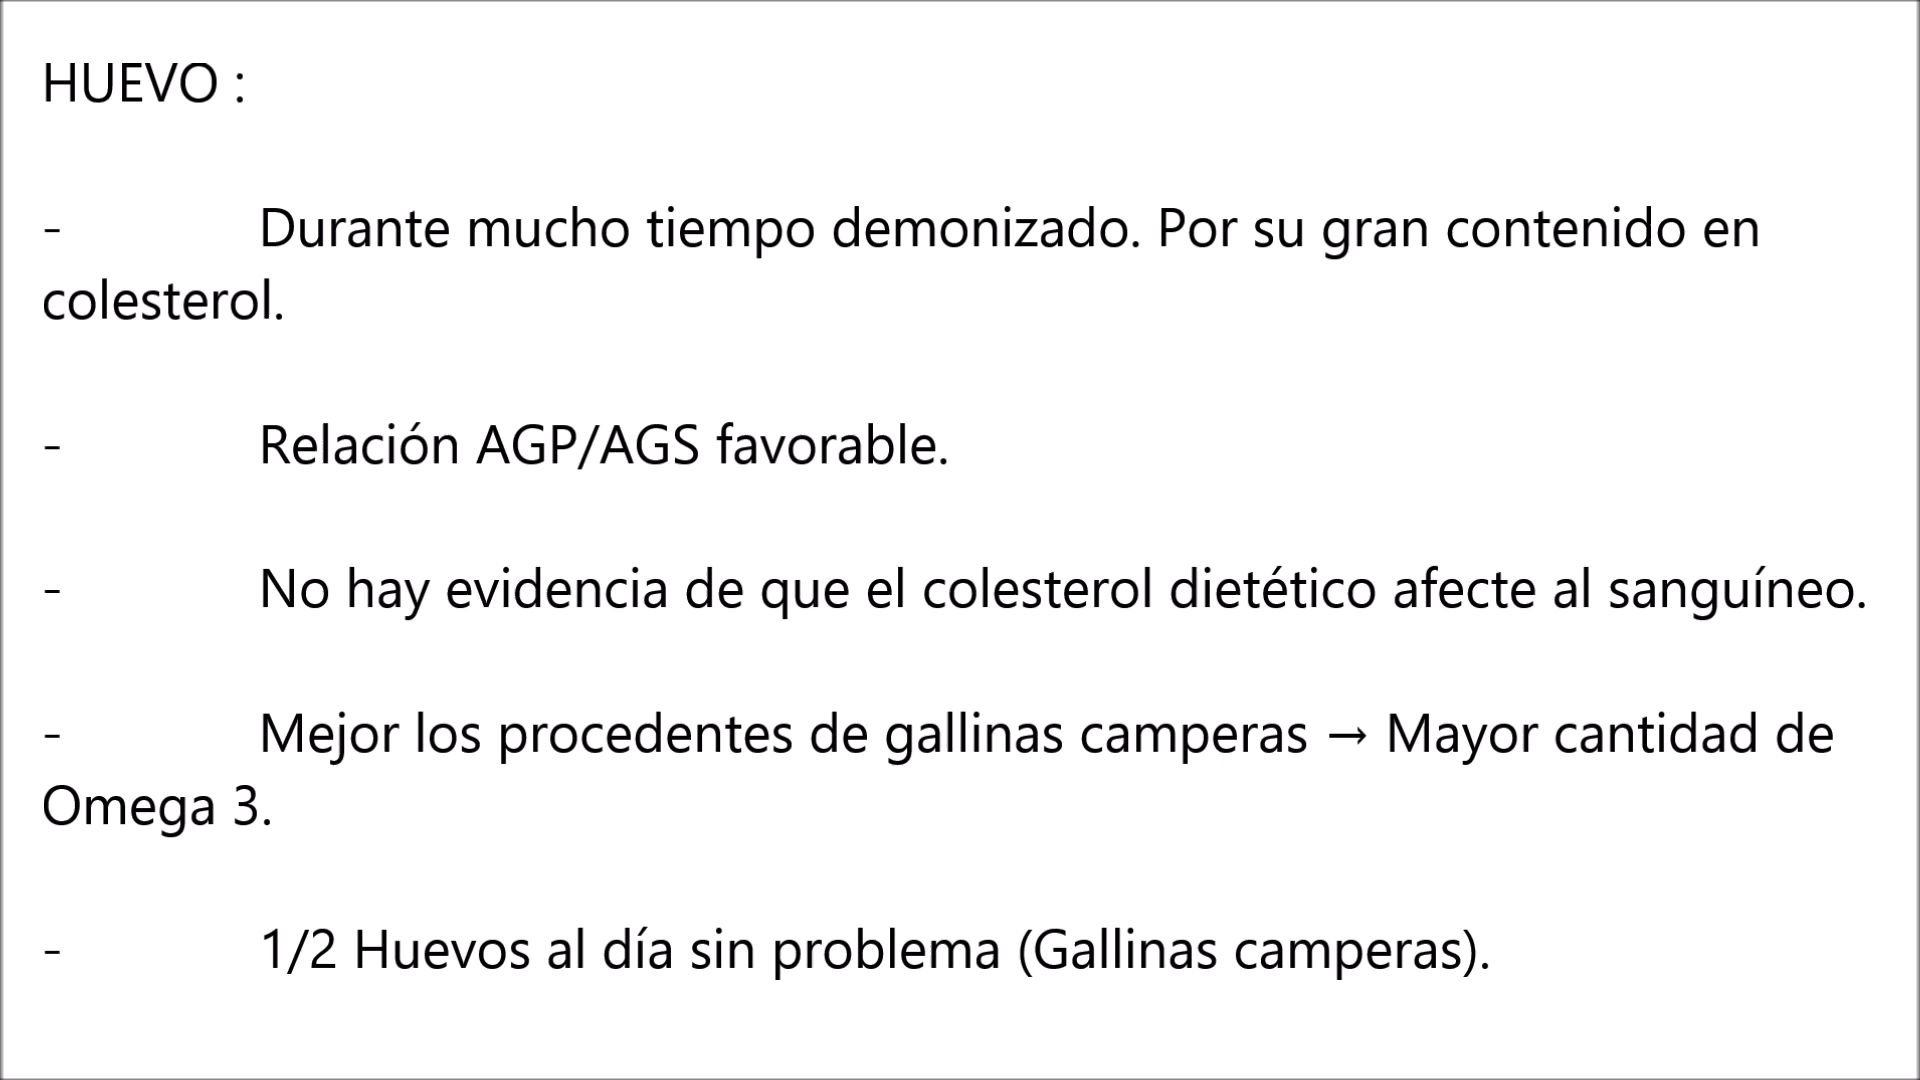 HUEVO :
- Durante mucho tiempo demonizado. Por su gran contenido en
colesterol.
- Relación AGP/AGS favorable.
- No hay evidencia de que el colesterol dietético afecte al sanguíneo.
- Mejor los procedentes de gallinas camperas → Mayor cantidad de
Omega 3.
- 1/2 Huevos al día sin problema (Gallinas camperas).